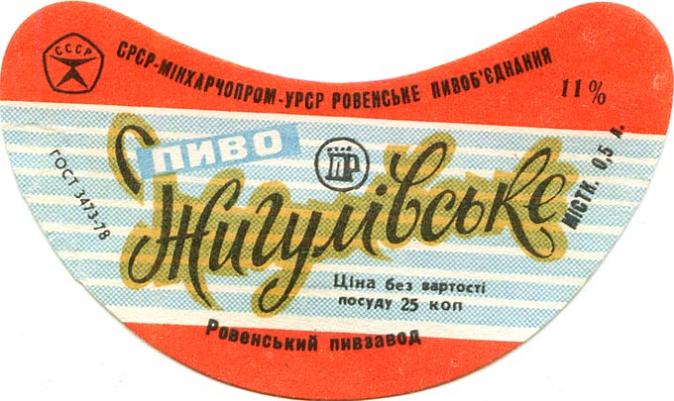 СССР
СРСР-МІНХАРЧОПРОМ-УРСР РОВЕНСЬКЕ ПИВОБ'ЄДНАННЯ
11%
ПИВО
ПР
ГОСТ 3473-78
Жигулівське
МІСТК. 0,5 л.
Ціна без вартості
посуду 25 коп
Ровенський пивзавод